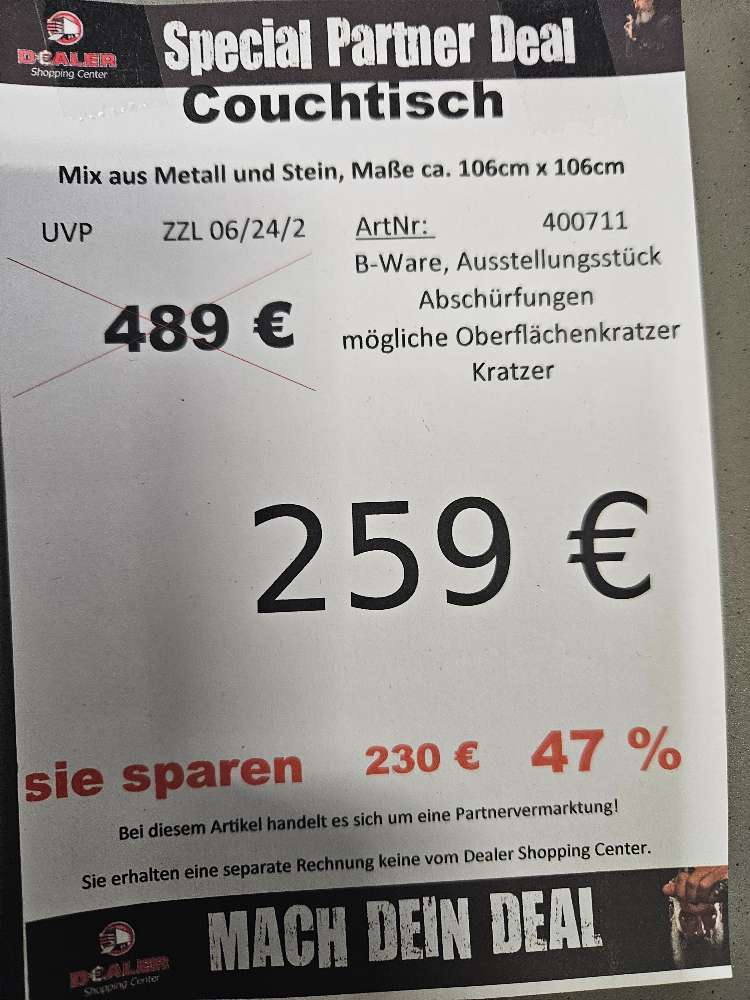 DEALER
Shopping Center
Special Partner Deal
Couchtisch
Mix aus Metall und Stein, Maße ca. 106cm x 106cm
UVP ZZL 06/24/2 ArtNr: 400711
B-Ware, Ausstellungsstück
Abschürfungen
489 €
mögliche Oberflächenkratzer
Kratzer
259 €
sie sparen 230 € 47 %
Bei diesem Artikel handelt es sich um eine Partnervermarktung!
Sie erhalten eine separate Rechnung keine vom Dealer Shopping Center.
DEALER
Shopping Center
MACH DEIN DEAL